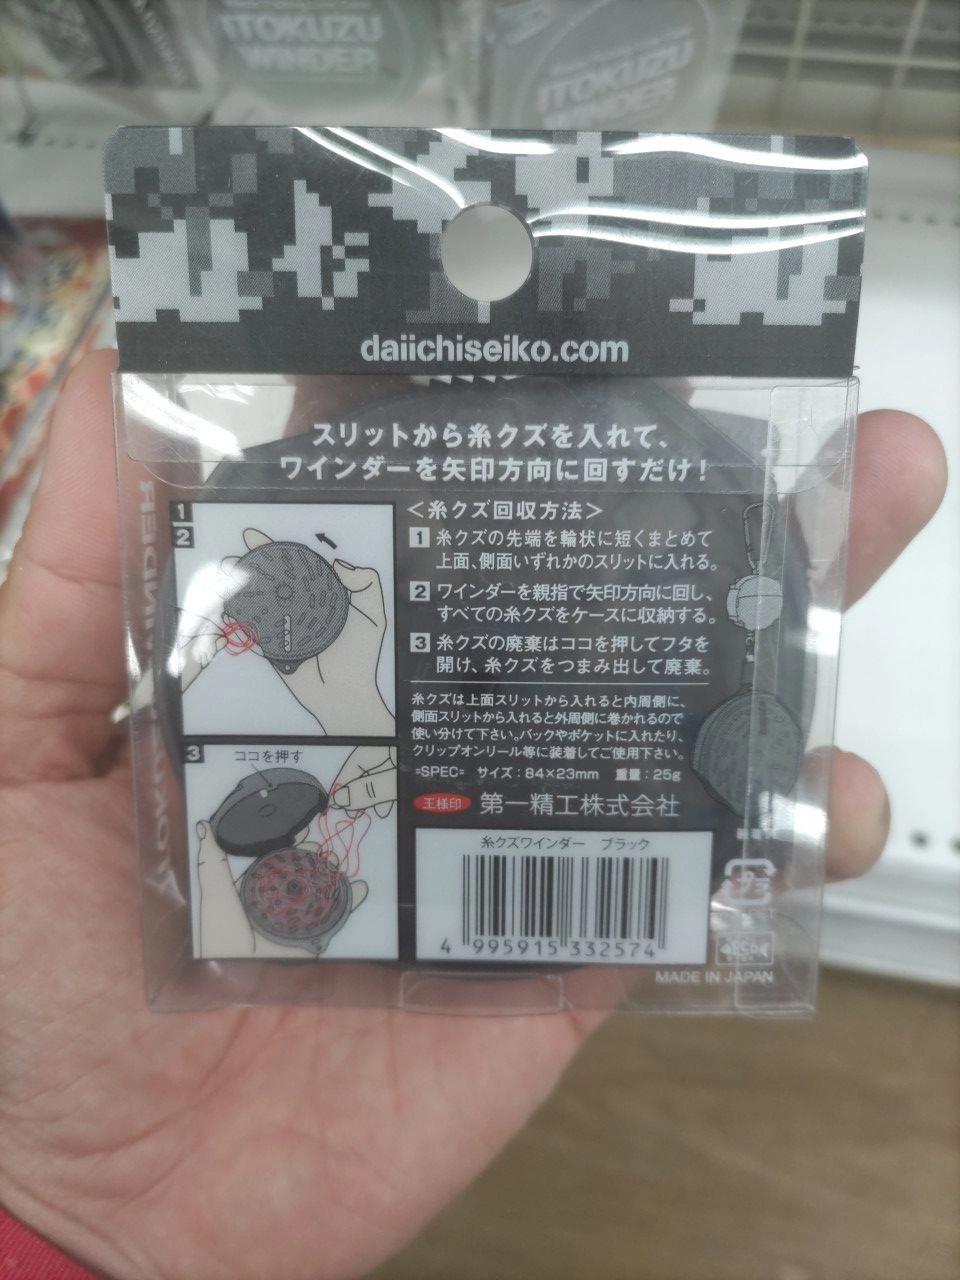 ITOKUZU
WINDER
ITOKUZU
WINDER
daiichiseiko.com
スリットから糸クズを入れて、
ワインダーを矢印方向に回すだけ!
1
2
<糸クズ回収方法>
1 糸クズの先端を輪状に短くまとめて
上面、側面いずれかのスリットに入れる。
2 ワインダーを親指で矢印方向に回し、
すべての糸クズをケースに収納する。
3 糸クズの廃棄はココを押してフタを
開け、糸クズをつまみ出して廃棄。
糸クズは上面スリットから入れると内周側に、
側面スリットから入れると外周側に巻かれるので
使い分けて下さい。バックやポケットに入れたり、
クリップオンリール等に装着してご使用下さい。
=SPEC= サイズ:84×23mm 重量:25g
王様印 第一精工株式会社
3
ココを押す
糸クズワインダー ブラック
4 995915 332574
プラ
MADE IN JAPAN
WINDER